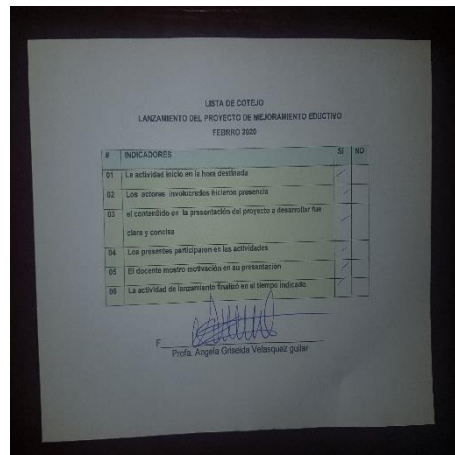 LISTA DE COTEJO
LANZAMIENTO DEL PROYECTO DE MEJORAMIENTO EDUCTIVO
FEBRRO 2020
# INDICADORES SI NO
01 La actividad inicio en la hora destinada
02 Los actores involucrados hicieron presencia
03 el contenido en la presentación del proyecto a desarrollar fue
clara y concisa
04 Los presentes participaron en las actividades
05 El docente mostro motivación en su presentación
06 La actividad de lanzamiento finalizó en el tiempo indicado
F
Profa. Angela Griselda Velasquez guilar